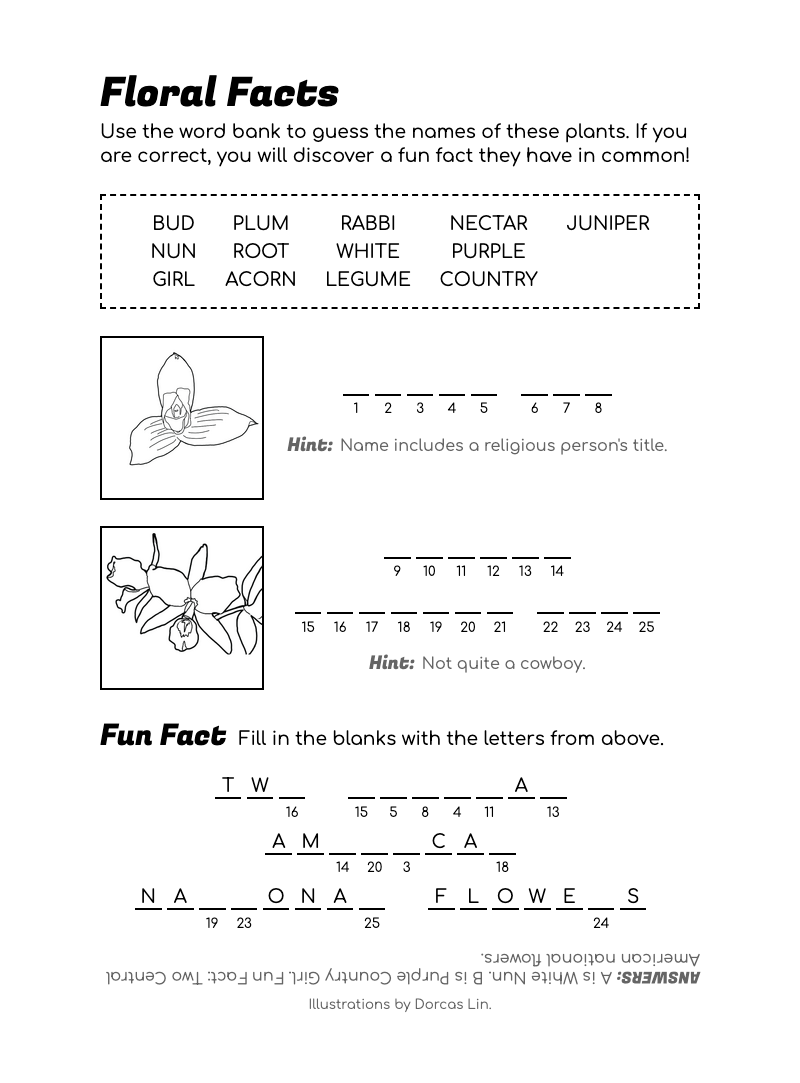 Floral Facts
Use the word bank to guess the names of these plants. If you
are correct, you will discover a fun fact they have in common!
BUD PLUM RABBI NECTAR JUNIPER
NUN ROOT WHITE PURPLE
GIRL ACORN LEGUME COUNTRY
1 2 3 4 5 6 7 8
Hint: Name includes a religious person's title.
9 10 11 12 13 14
15 16 17 18 19 20 21 22 23 24 25
Hint: Not quite a cowboy.
Fun Fact Fill in the blanks with the letters from above.
T W _ _ _ _ _ _ A _
16 15 5 8 4 11 13
A M _ _ _ C A _
14 20 3 18
N A _ _ O N A _ F L O W E _ S
19 23 25 24
ANSWERS: A is White Nun. B is Purple Country Girl. Fun Fact: Two Central
American national flowers.
Illustrations by Dorcas Lin.